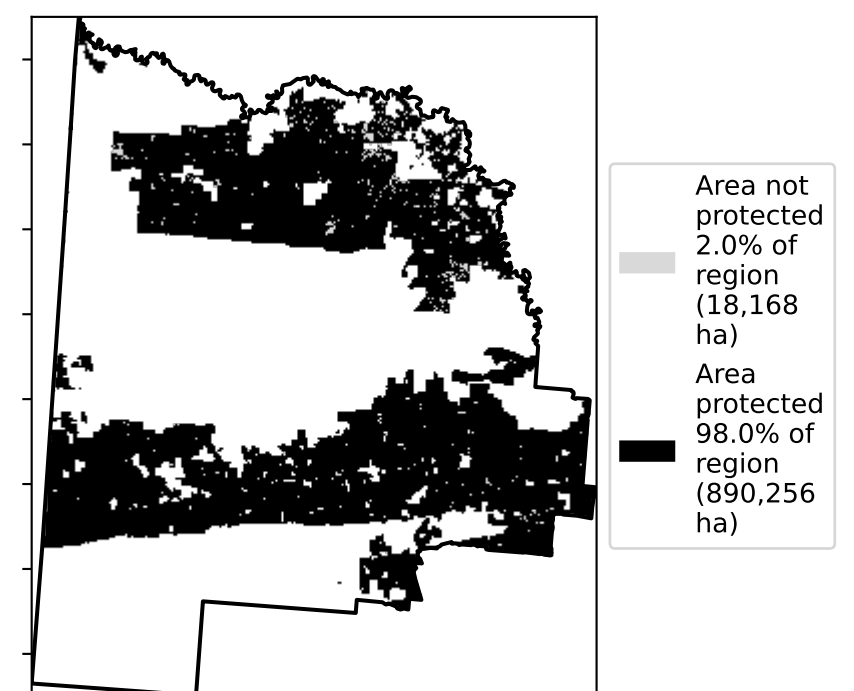 Area not
protected
2.0% of
region
(18,168
ha)
Area
protected
98.0% of
region
(890,256
ha)